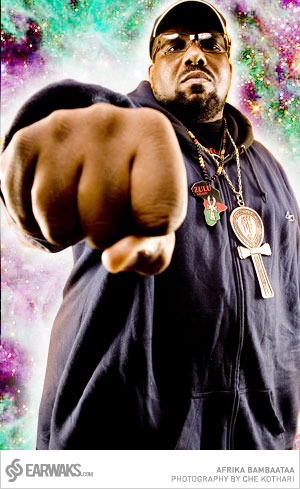 ZULU
EARWAKS.COM
AFRIKA BAMBAATAA
PHOTOGRAPHY BY CHE KOTHARI